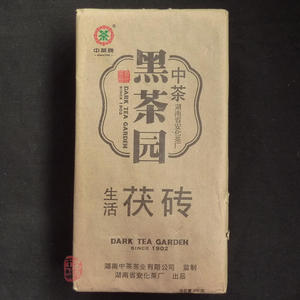 中茶牌
黑茶园
中茶
湖南省安化茶厂
DARK TEA GARDEN
SINCE 1902
生活
茯砖
DARK TEA GARDEN
SINCE 1902
湖南中茶茶业有限公司 监制
湖南省安化茶厂 出品